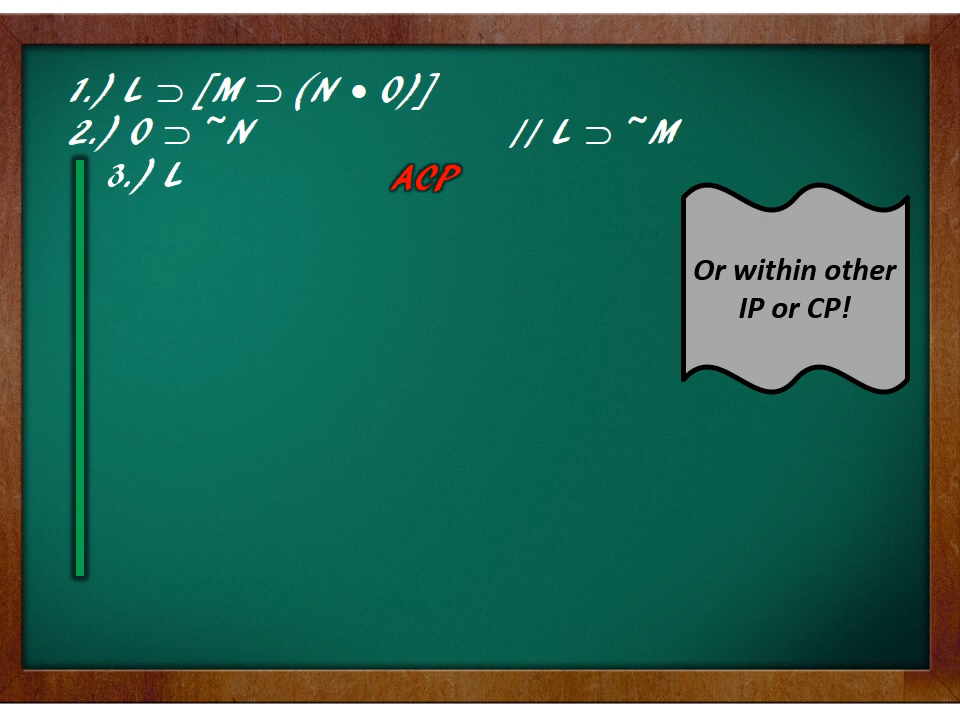 1.) L ⊃ [M ⊃ (N • O)]
2.) O ⊃ ~N // L ⊃ ~M
3.) L ACP
Or within other
IP or CP!